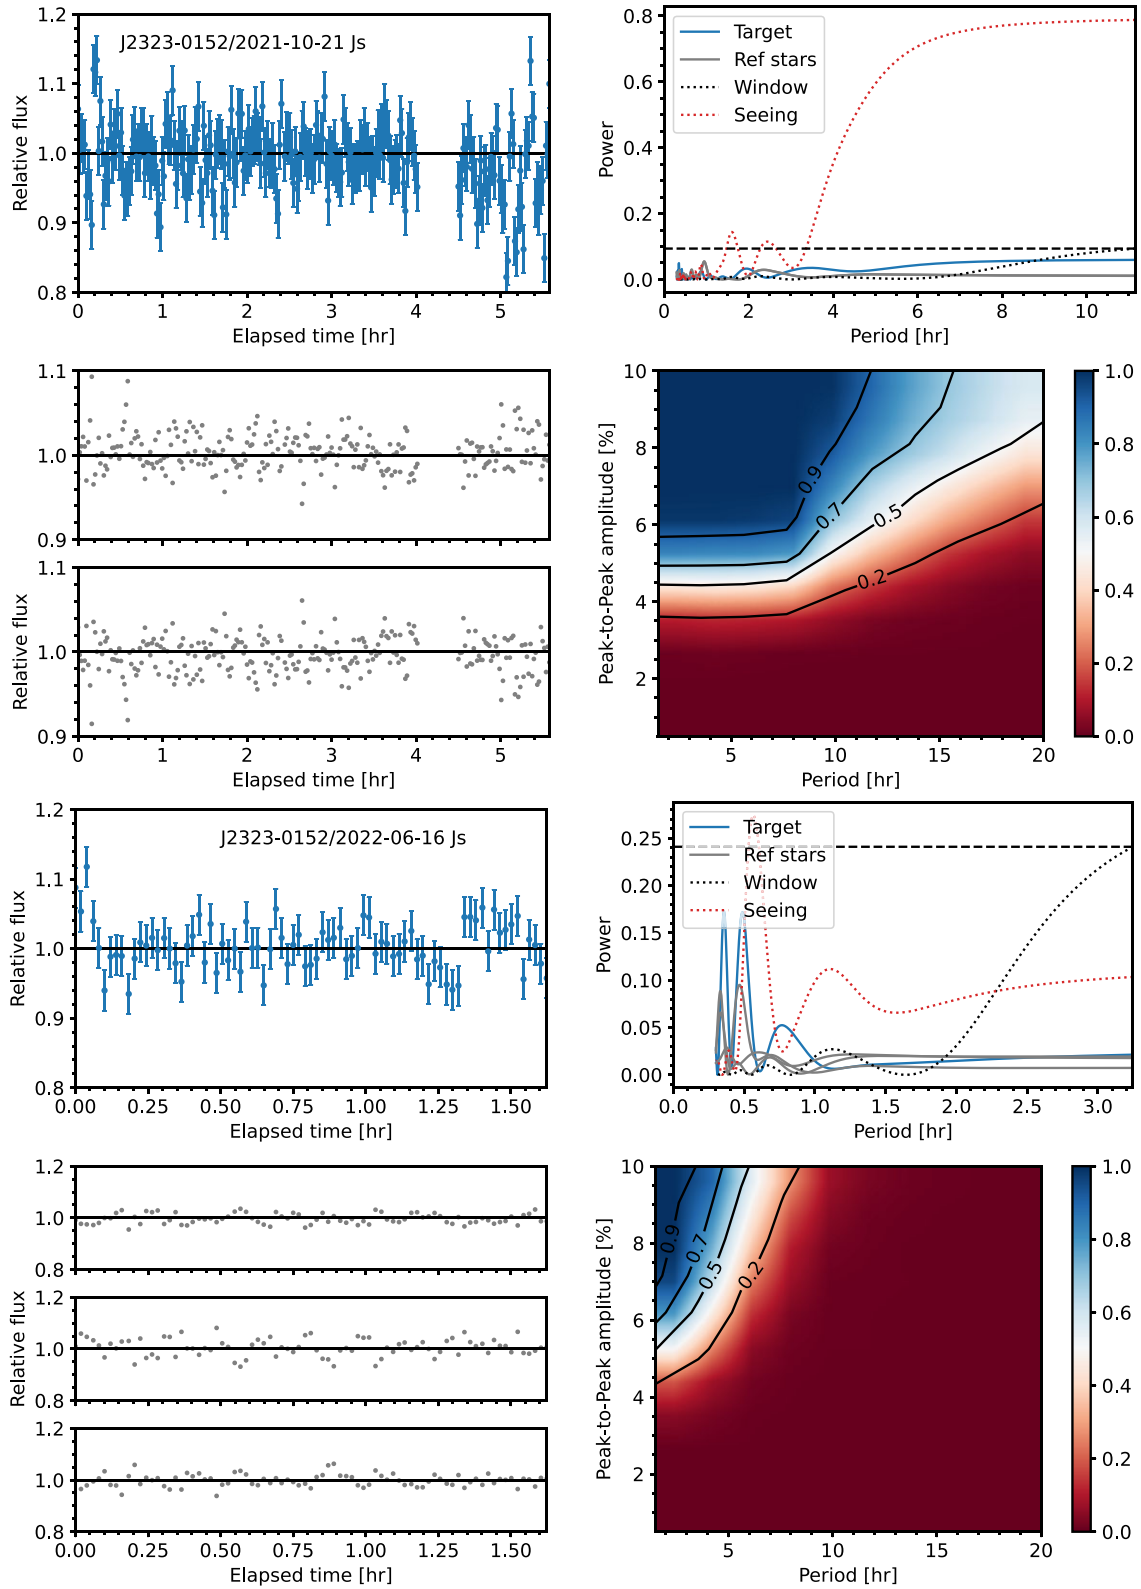 J2323-0152/2021-10-21 Js
Relative flux
1.2
1.1
1.0
0.9
0.8
0 1 2 3 4 5
Elapsed time [hr]
Target
Ref stars
Window
Seeing
Power
0.8
0.6
0.4
0.2
0.0
0 2 4 6 8 10
Period [hr]
1.1
1.0
0.9
Relative flux
1.1
1.0
0.9
0 1 2 3 4 5
Elapsed time [hr]
Peak-to-Peak amplitude [%]
10
8
6
4
2
0.9
0.7
0.5
0.2
5 10 15 20
Period [hr]
1.0
0.8
0.6
0.4
0.2
0.0
J2323-0152/2022-06-16 Js
Relative flux
1.2
1.1
1.0
0.9
0.8
0.00 0.25 0.50 0.75 1.00 1.25 1.50
Elapsed time [hr]
Target
Ref stars
Window
Seeing
Power
0.25
0.20
0.15
0.10
0.05
0.00
0.0 0.5 1.0 1.5 2.0 2.5 3.0
Period [hr]
1.2
1.0
0.8
Relative flux
1.2
1.0
0.8
1.2
1.0
0.8
0.00 0.25 0.50 0.75 1.00 1.25 1.50
Elapsed time [hr]
Peak-to-Peak amplitude [%]
10
8
6
4
2
0.9
0.7
0.5
0.2
5 10 15 20
Period [hr]
1.0
0.8
0.6
0.4
0.2
0.0